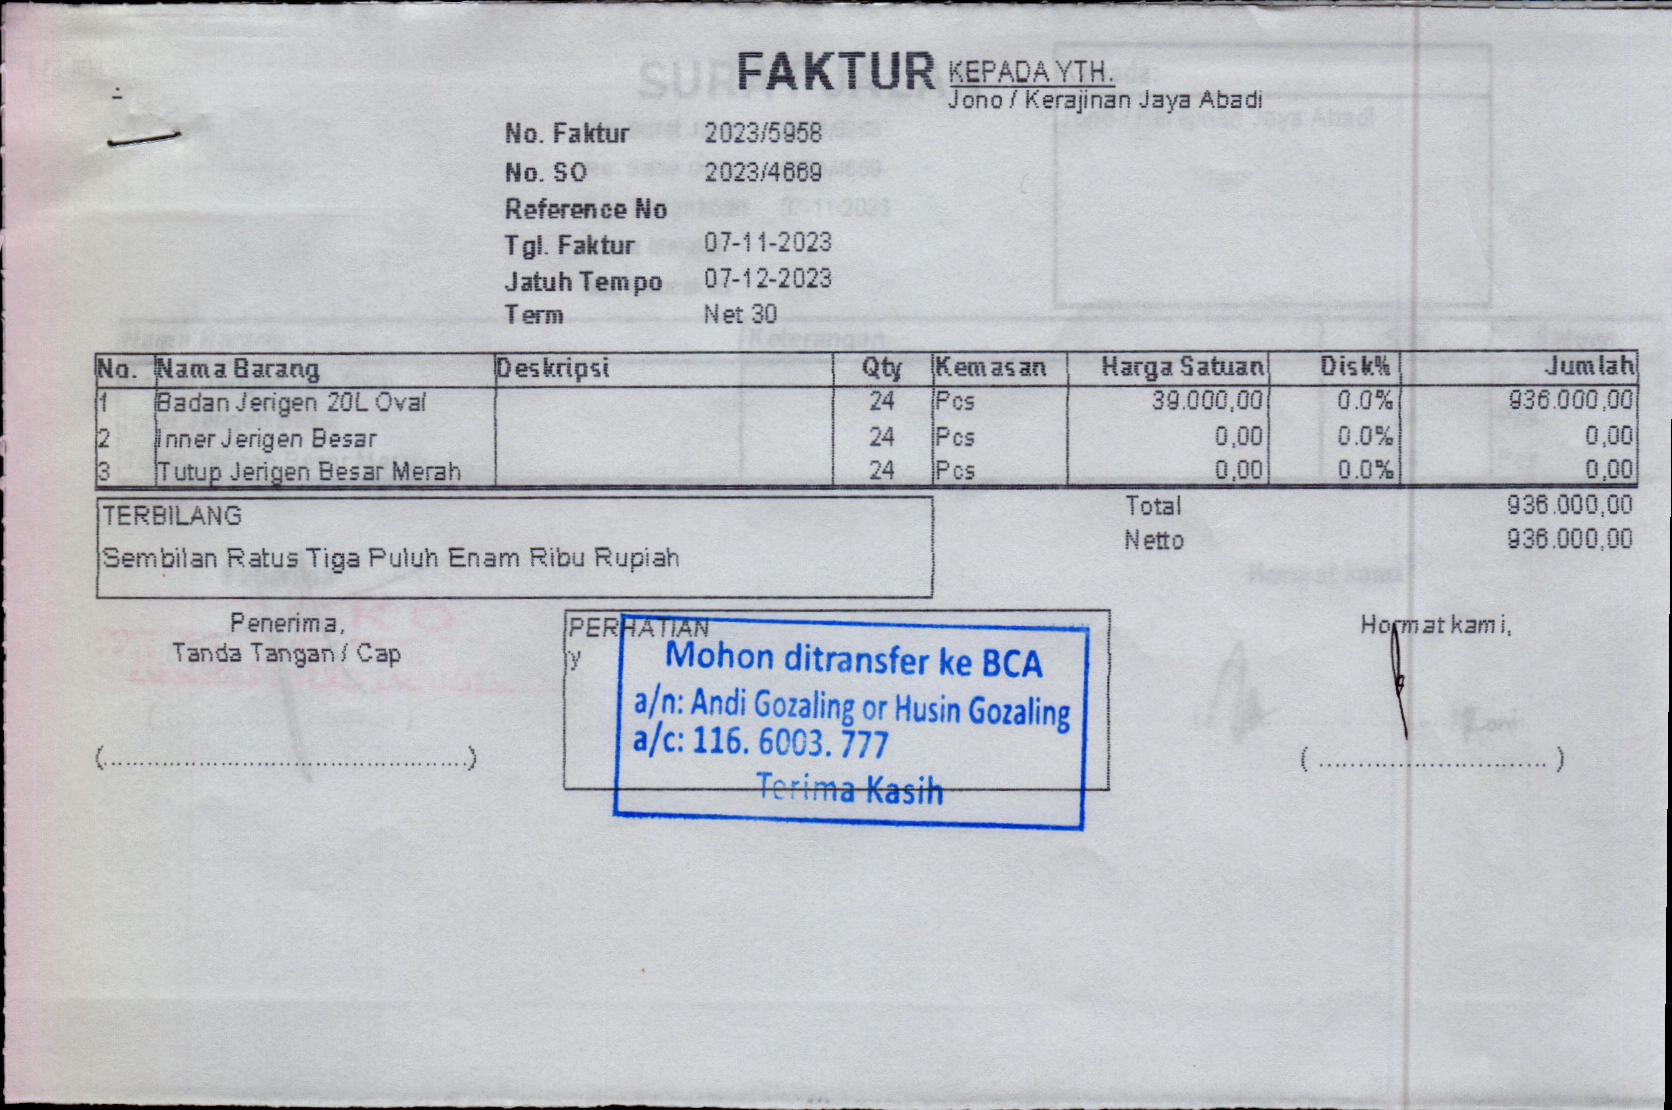 FAKTUR
KEPADA YTH.
Jono / Kerajinan Jaya Abadi
No. Faktur 2023/5958
No. SO 2023/4669
Reference No
Tgl. Faktur 07-11-2023
Jatuh Tempo 07-12-2023
Term Net 30
No. Nama Barang Deskripsi Qty Kemasan Harga Satuan Disk% Jumlah
1 Badan Jerigen 20L Oval 24 Pcs 39.000,00 0.0% 936.000,00
2 Inner Jerigen Besar 24 Pcs 0,00 0.0% 0,00
3 Tutup Jerigen Besar Merah 24 Pcs 0,00 0.0% 0,00
TERBILANG
Sembilan Ratus Tiga Puluh Enam Ribu Rupiah
Total 936.000,00
Netto 936.000,00
Penerima,
Tanda Tangan / Cap
(............................................)
PERHATIAN
y
Mohon ditransfer ke BCA
a/n: Andi Gozaling or Husin Gozaling
a/c: 116. 6003. 777
Terima Kasih
Hormat kami,
( ............................ )